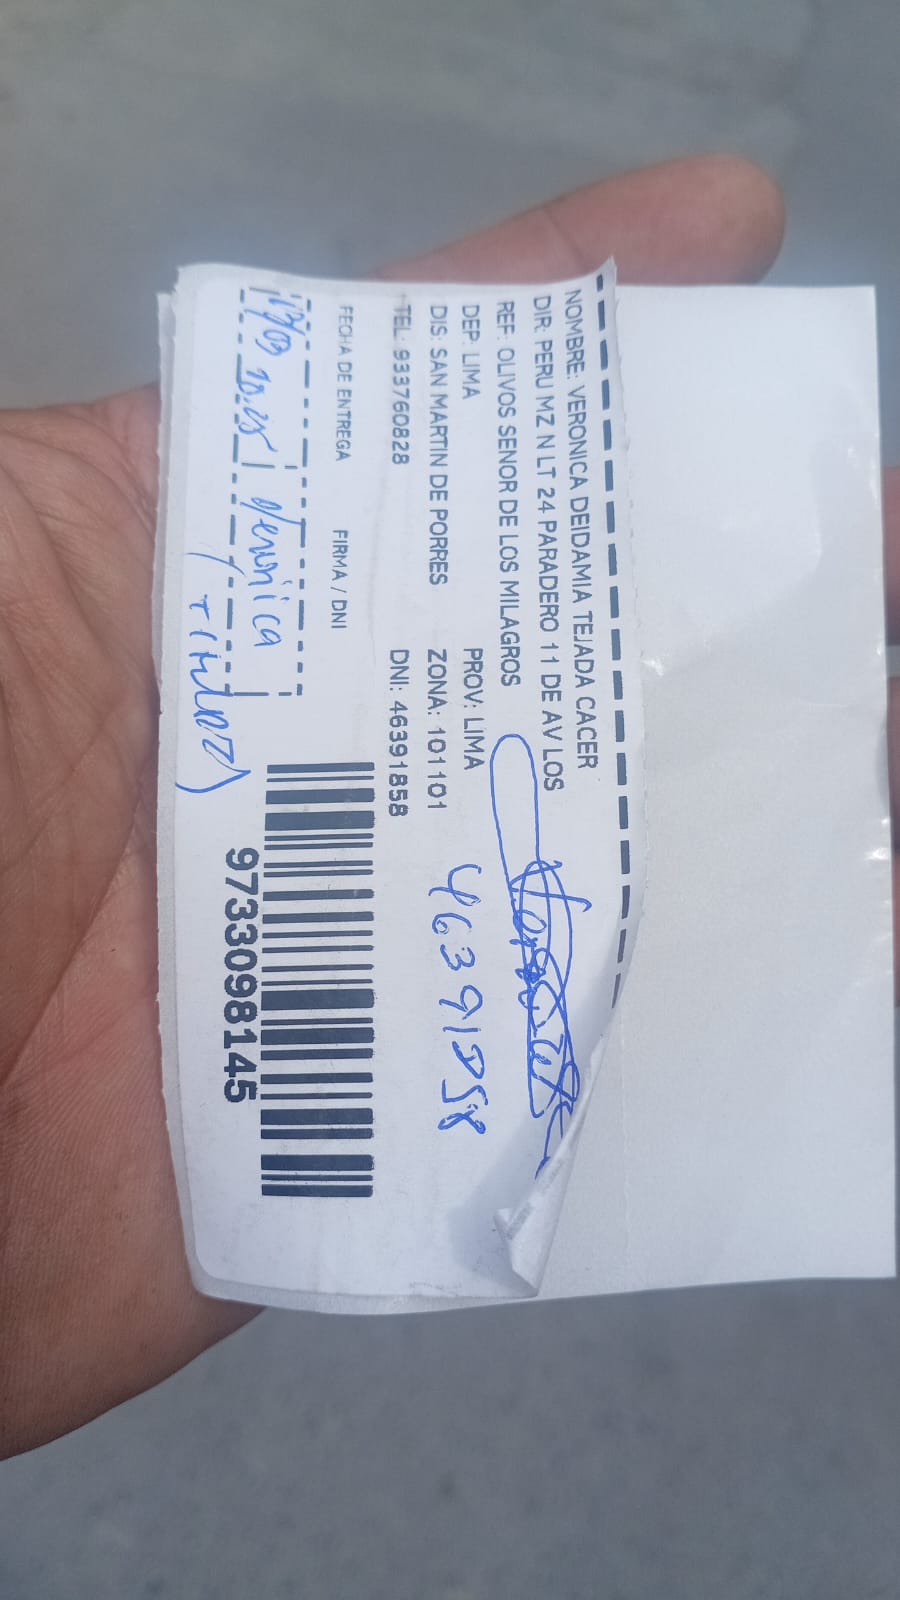 NOMBRE: VERONICA DEIDAMIA TEJADA CACER
DIR: PERU MZ N LT 24 PARADERO 11 DE AV LOS
REF: OLIVOS SENOR DE LOS MILAGROS
DEP: LIMA PROV: LIMA
DIS: SAN MARTIN DE PORRES ZONA: 101101
TEL: 933760828 DNI: 46391858
46391858
FECHA DE ENTREGA FIRMA / DNI
Veronica
Titular
9733098145